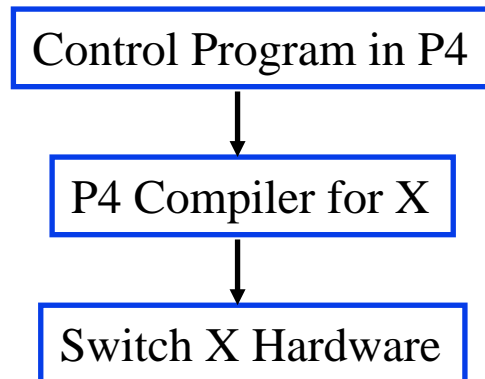 Control Program in P4
P4 Compiler for X
Switch X Hardware